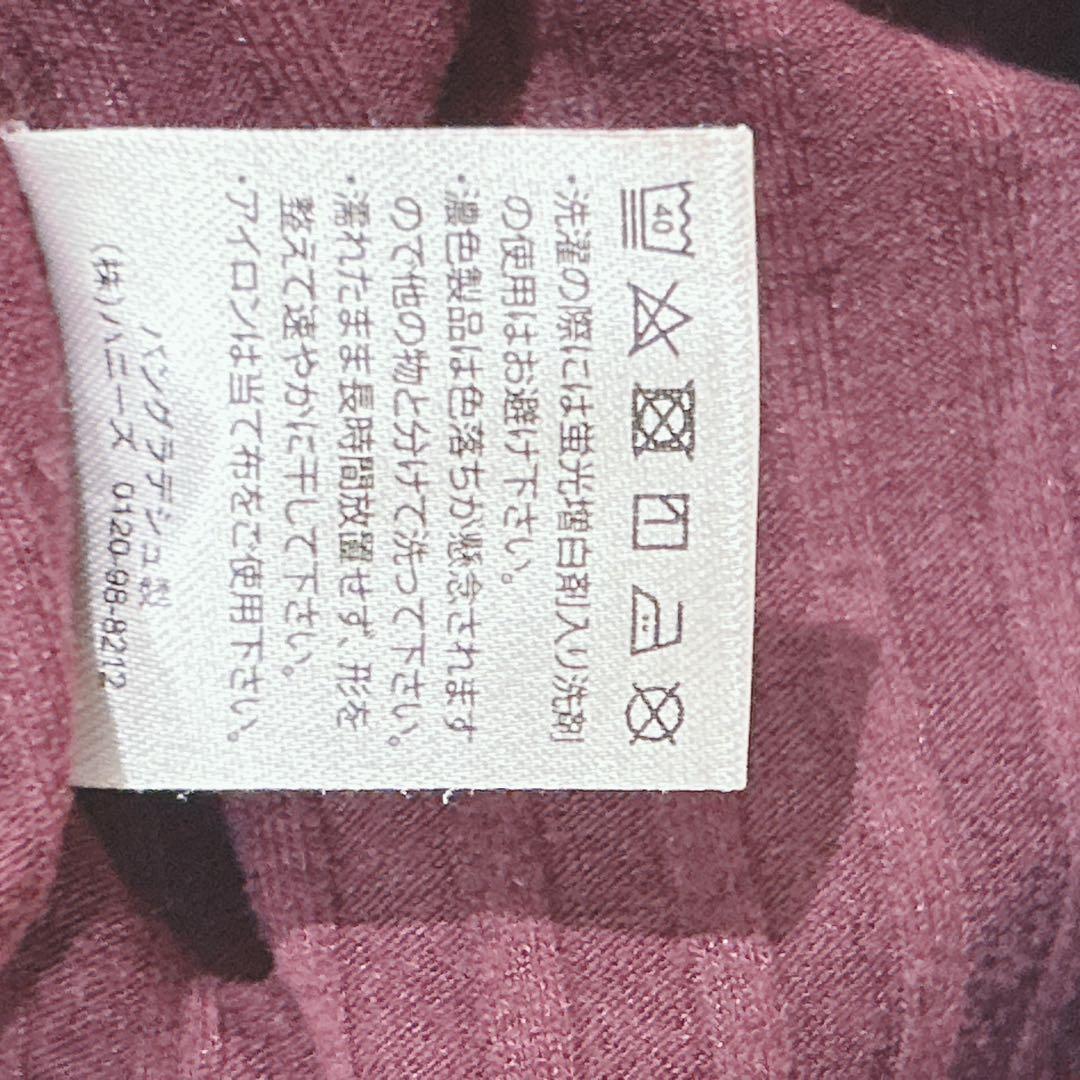 40
・洗濯の際には蛍光増白剤入り洗剤
の使用はお避け下さい。
・濃色製品は色落ちが懸念されます
ので他の物と分けて洗って下さい。
・濡れたまま長時間放置せず、形を
整えて速やかに干して下さい。
・アイロンは当て布をご使用下さい。
バングラデシュ製
(株)ハニーズ 0120-98-8212